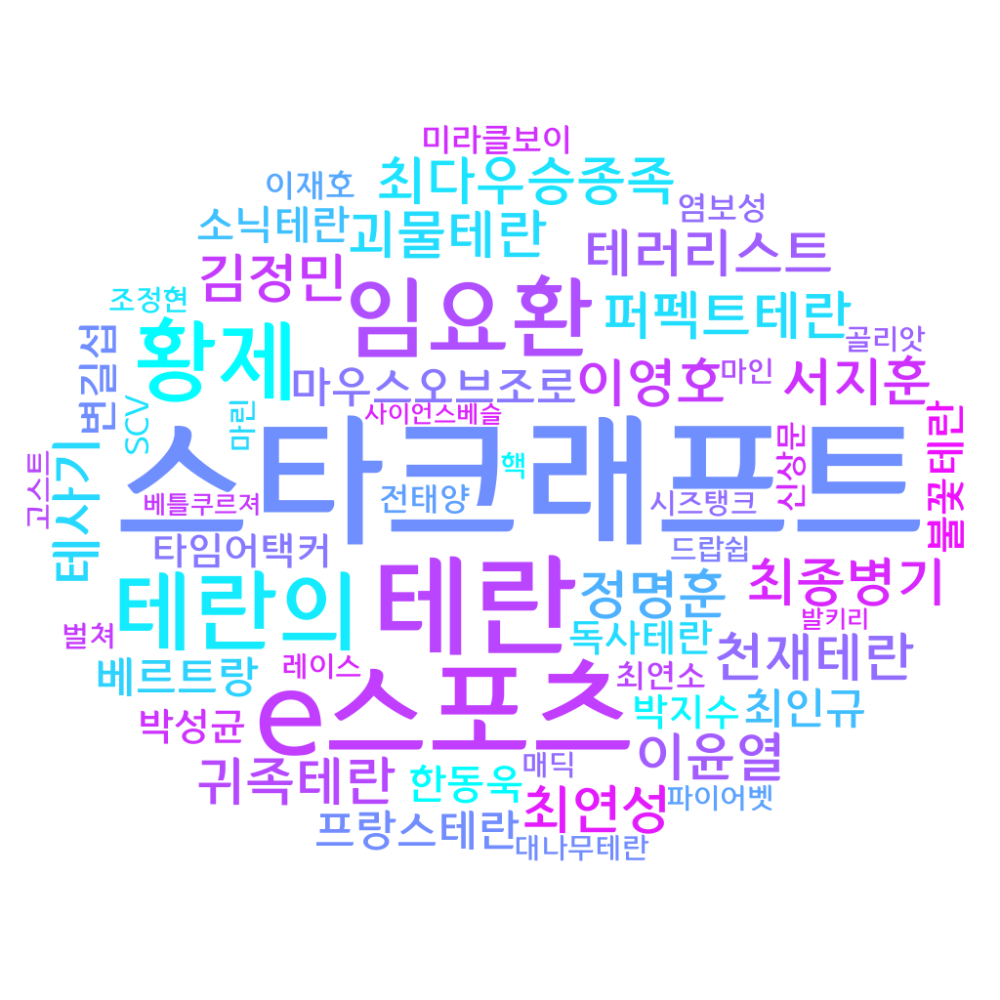 미라클보이
최다우승종족
이재호
염보성
소닉테란
괴물테란
테러리스트
김정민
임요환
조정현
퍼펙트테란
황제
골리앗
변길섭
마우스오브조로
이영호
마인
서지훈
SCV
마린
사이언스베슬
불꽃테란
스타크래프트
신상문
핵
고스트
테사기
베틀쿠르져
전태양
시즈탱크
타임어택커
드랍쉽
테란의
테란
정명훈
최종병기
벌쳐
독사테란
발키리
천재테란
베르트랑
레이스
최연소
e스포츠
박지수
최인규
박성균
이윤열
귀족테란
한동욱
매딕
최연성
파이어벳
프랑스테란
대나무테란